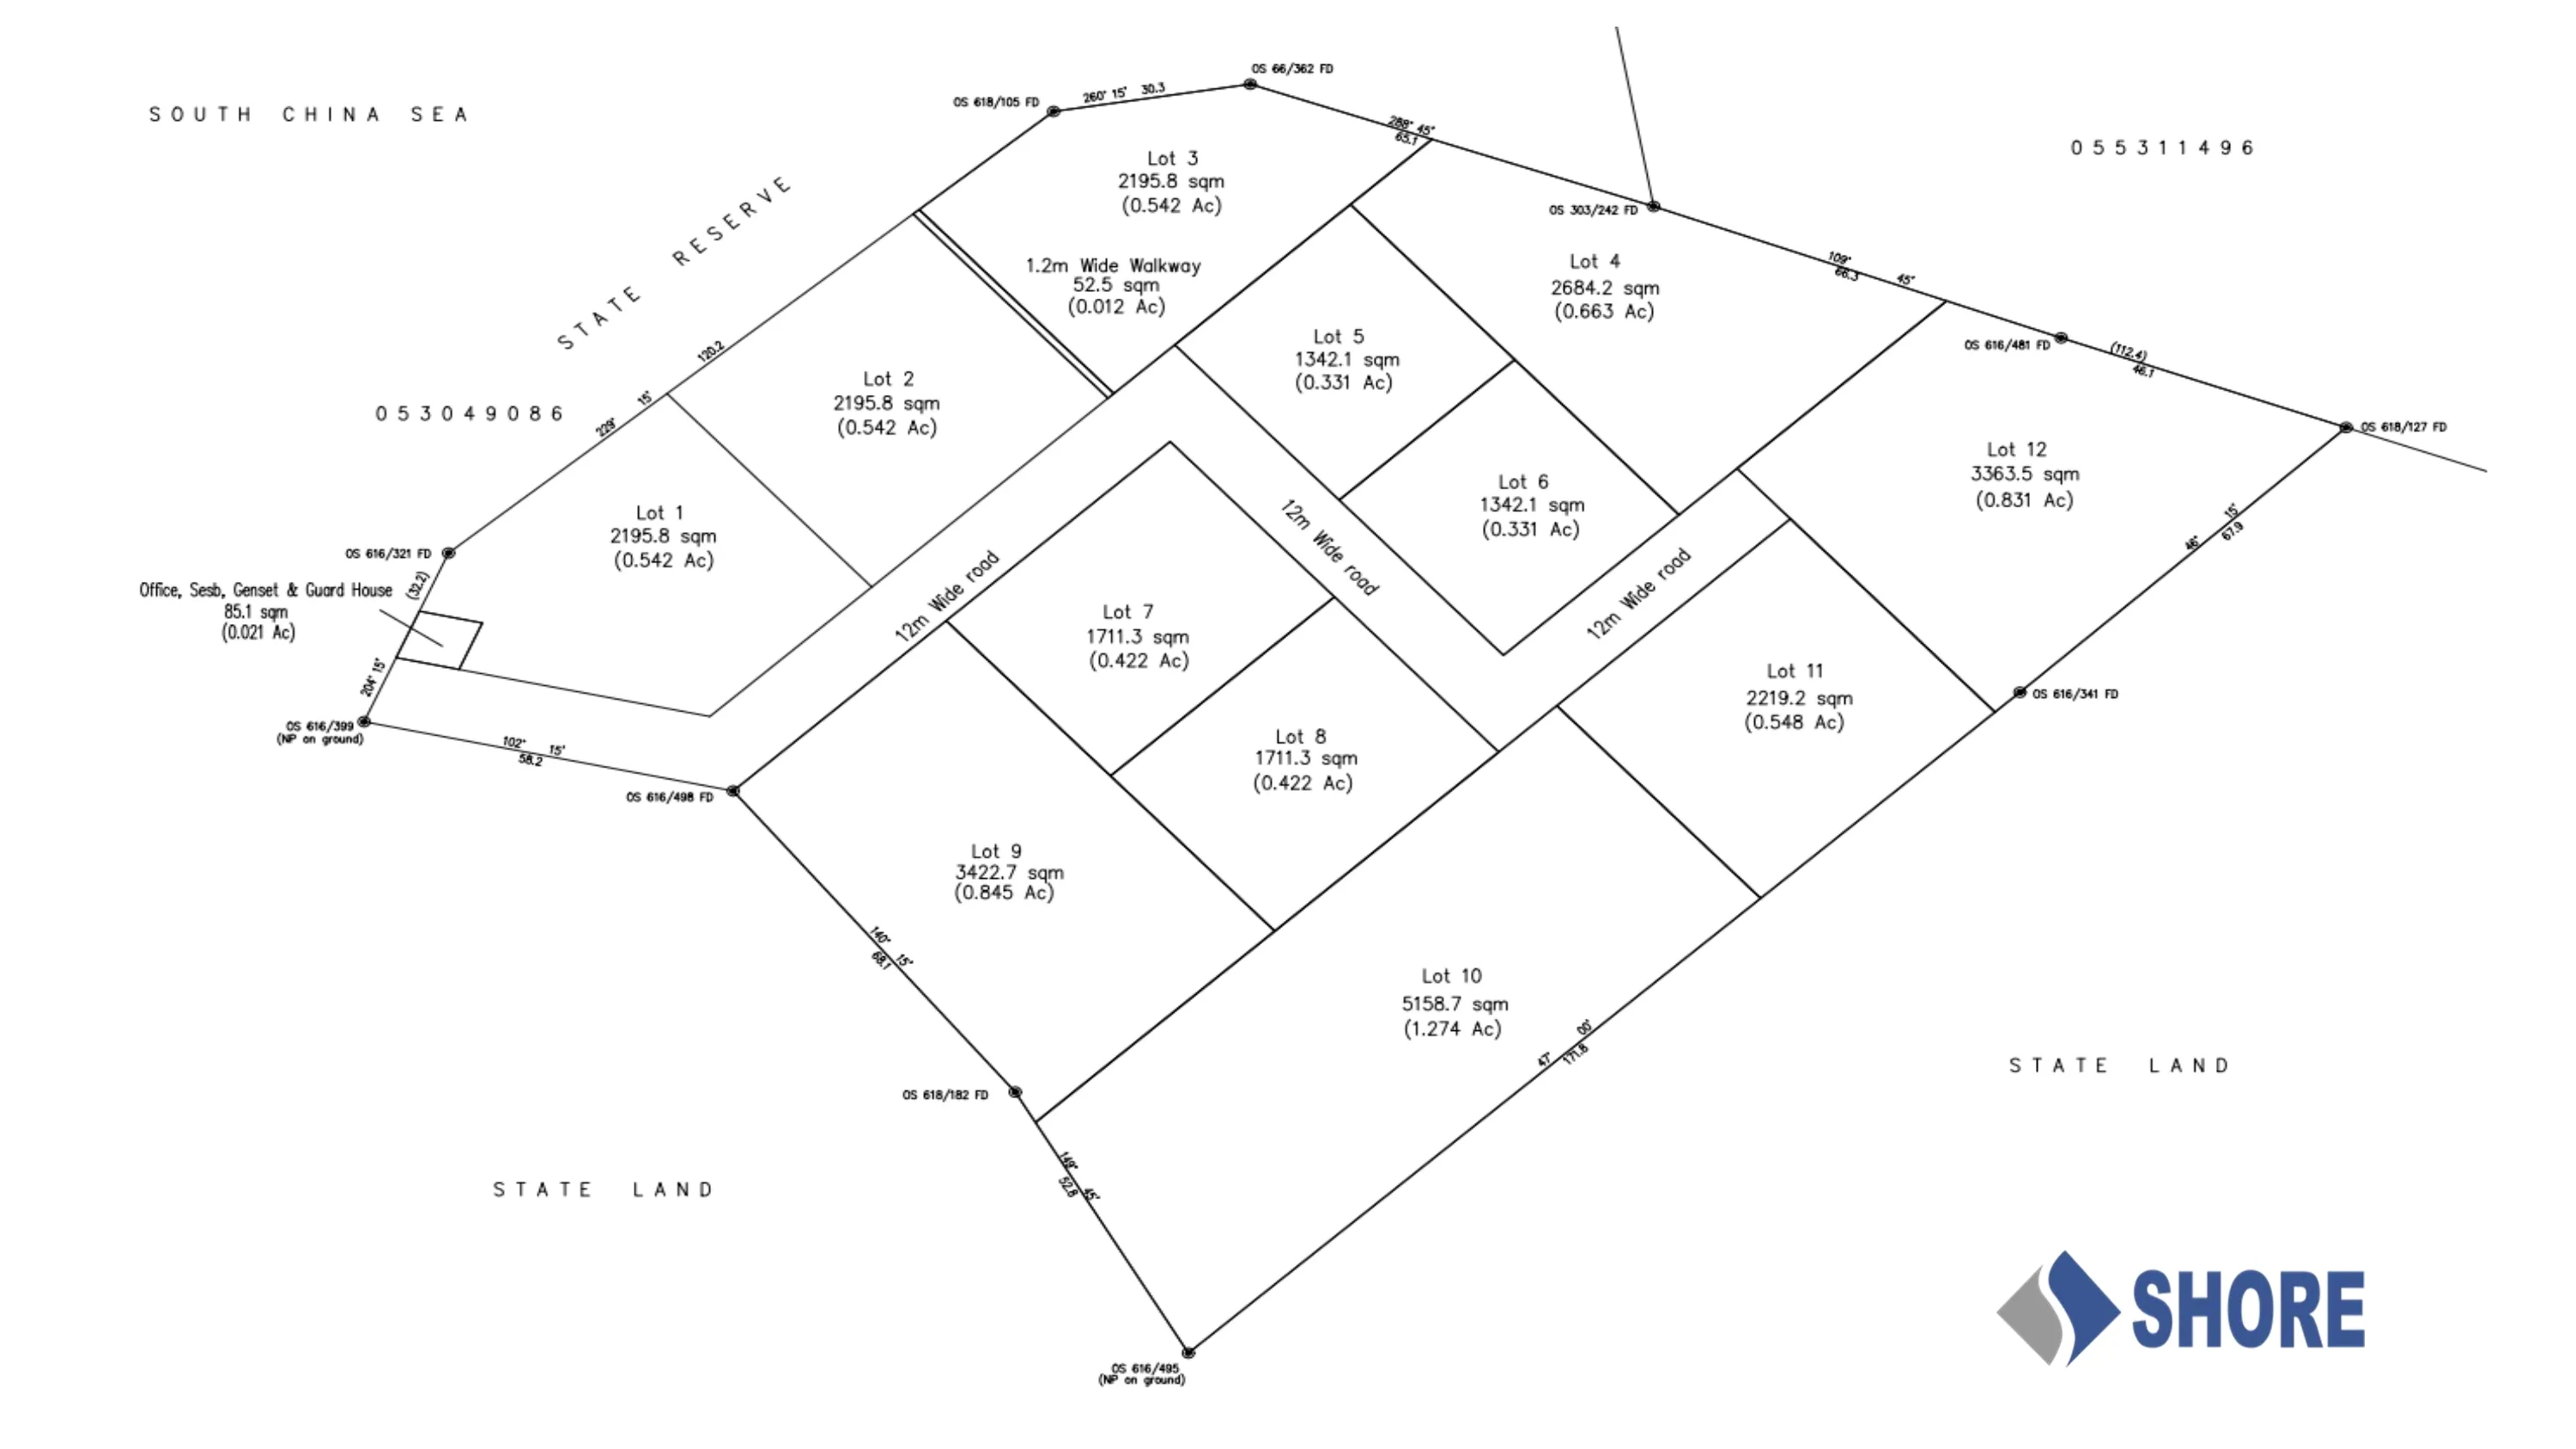 OS 66/362 FD
OS 618/105 FD
260° 15' 30.3
SOUTH CHINA SEA
288° 45'
65.1
055311496
Lot 3
2195.8 sqm
(0.542 Ac)
STATE RESERVE
OS 303/242 FD
109° 45'
66.3
Lot 4
2684.2 sqm
(0.663 Ac)
1.2m Wide Walkway
52.5 sqm
(0.012 Ac)
Lot 5
1342.1 sqm
(0.331 Ac)
OS 616/481 FD
(112.4)
46.1
120.2
Lot 2
2195.8 sqm
(0.542 Ac)
053049086
229° 15'
OS 618/127 FD
Lot 12
3363.5 sqm
(0.831 Ac)
Lot 6
1342.1 sqm
(0.331 Ac)
12m Wide road
Lot 1
2195.8 sqm
(0.542 Ac)
46° 15'
67.9
OS 616/321 FD
(32.2)
12m Wide road
12m Wide road
Office, Sesb, Genset & Guard House
85.1 sqm
(0.021 Ac)
Lot 7
1711.3 sqm
(0.422 Ac)
204° 15'
Lot 11
2219.2 sqm
(0.548 Ac)
OS 616/341 FD
OS 616/399
(NP on ground)
102° 15'
58.2
Lot 8
1711.3 sqm
(0.422 Ac)
OS 616/498 FD
Lot 9
3422.7 sqm
(0.845 Ac)
140° 15'
68.1
Lot 10
5158.7 sqm
(1.274 Ac)
47° 00'
171.8
STATE LAND
OS 618/182 FD
149° 45'
52.8
STATE LAND
SHORE
OS 616/495
(NP on ground)